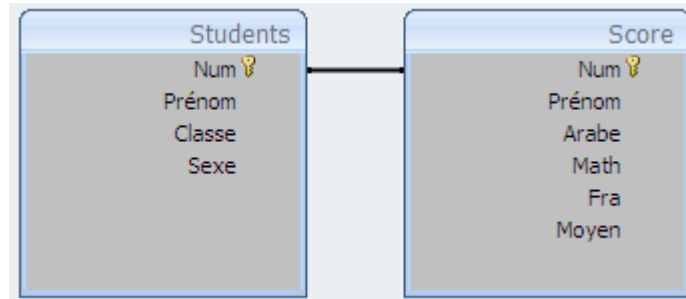 Students
Num
Prénom
Classe
Sexe
Score
Num
Prénom
Arabe
Math
Fra
Moyen